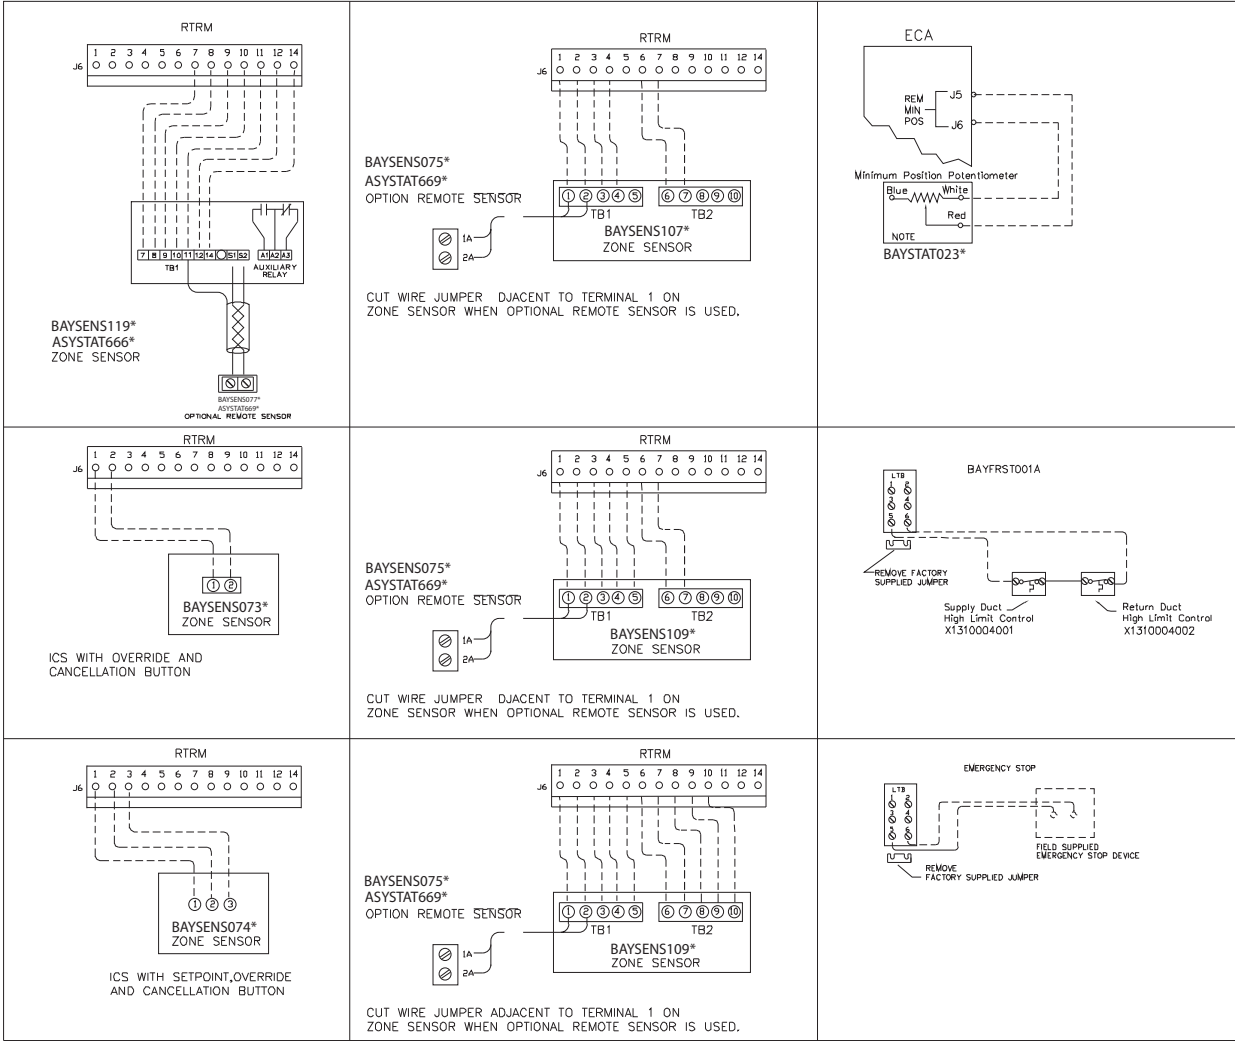 RTRM
1 2 3 4 5 6 7 8 9 10 11 12 14
J6
7 8 9 10 11 12 14 S1 S2 A1 A2 A3
TB1
AUXILIARY
RELAY
BAYSENS119*
ASYSTAT666*
ZONE SENSOR
BAYSENS077*
ASYSTAT669*
OPTIONAL REMOTE SENSOR
RTRM
1 2 3 4 5 6 7 8 9 10 11 12 14
J6
BAYSENS075*
ASYSTAT669*
OPTION REMOTE SENSOR
1 2 3 4 5 6 7 8 9 10
TB1 TB2
1A
2A
BAYSENS107*
ZONE SENSOR
CUT WIRE JUMPER DJACENT TO TERMINAL 1 ON
ZONE SENSOR WHEN OPTIONAL REMOTE SENSOR IS USED.
ECA
REM
MIN
POS
J5
J6
Minimum Position Potentiometer
Blue White
Red
NOTE
BAYSTAT023*
RTRM
1 2 3 4 5 6 7 8 9 10 11 12 14
J6
1 2
BAYSENS073*
ZONE SENSOR
ICS WITH OVERRIDE AND
CANCELLATION BUTTON
RTRM
1 2 3 4 5 6 7 8 9 10 11 12 14
J6
BAYSENS075*
ASYSTAT669*
OPTION REMOTE SENSOR
1 2 3 4 5 6 7 8 9 10
TB1 TB2
1A
2A
BAYSENS109*
ZONE SENSOR
CUT WIRE JUMPER DJACENT TO TERMINAL 1 ON
ZONE SENSOR WHEN OPTIONAL REMOTE SENSOR IS USED.
BAYFRST001A
LTB
1 2
3 4
5 6
REMOVE FACTORY
SUPPLIED JUMPER
Supply Duct
High Limit Control
X1310004001
Return Duct
High Limit Control
X1310004002
RTRM
1 2 3 4 5 6 7 8 9 10 11 12 14
J6
1 2 3
BAYSENS074*
ZONE SENSOR
ICS WITH SETPOINT,OVERRIDE
AND CANCELLATION BUTTON
RTRM
1 2 3 4 5 6 7 8 9 10 11 12 14
J6
BAYSENS075*
ASYSTAT669*
OPTION REMOTE SENSOR
1 2 3 4 5 6 7 8 9 10
TB1 TB2
1A
2A
BAYSENS109*
ZONE SENSOR
CUT WIRE JUMPER ADJACENT TO TERMINAL 1 ON
ZONE SENSOR WHEN OPTIONAL REMOTE SENSOR IS USED.
EMERGENCY STOP
LTB
1 2
3 4
5 6
FIELD SUPPLIED
EMERGENCY STOP DEVICE
REMOVE
FACTORY SUPPLIED JUMPER